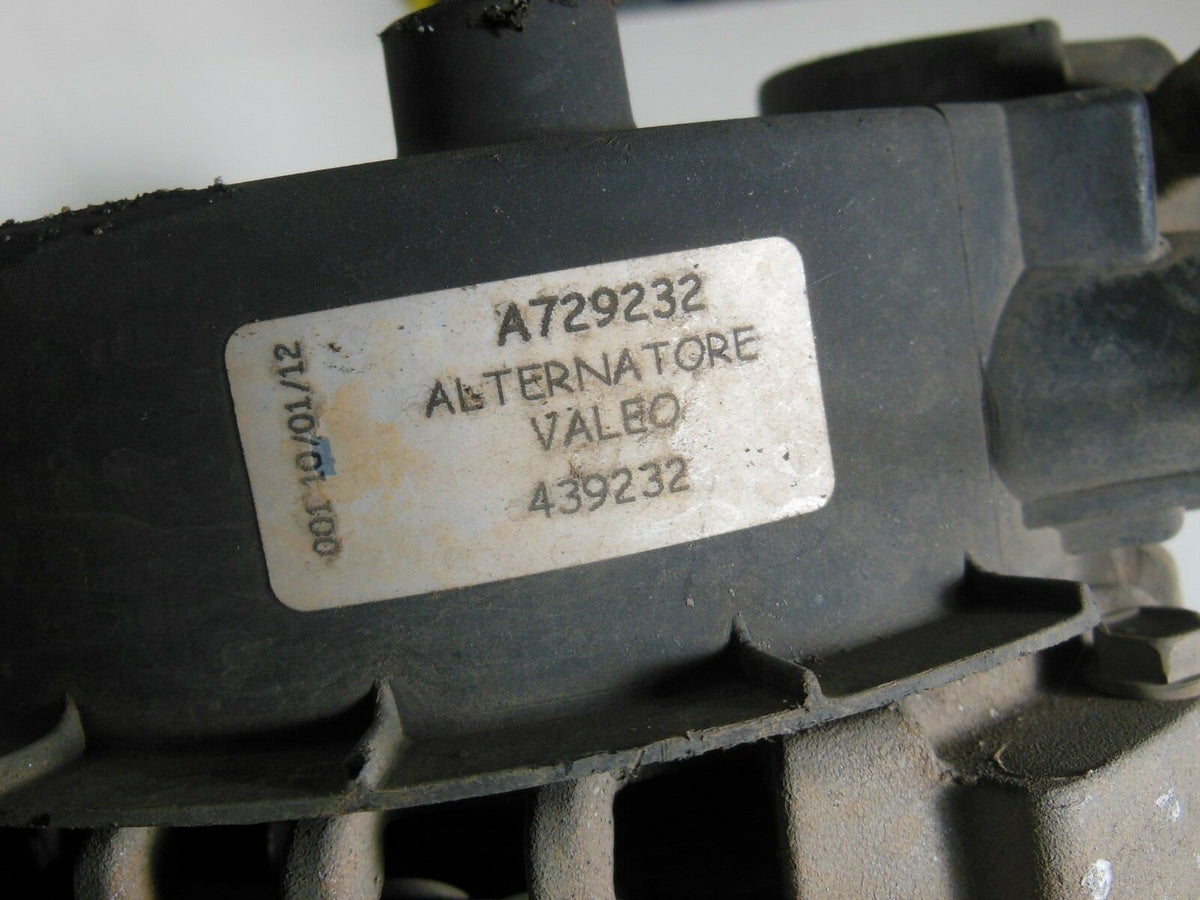 A729232
ALTERNATORE
VALEO
439232
001 10/01/12